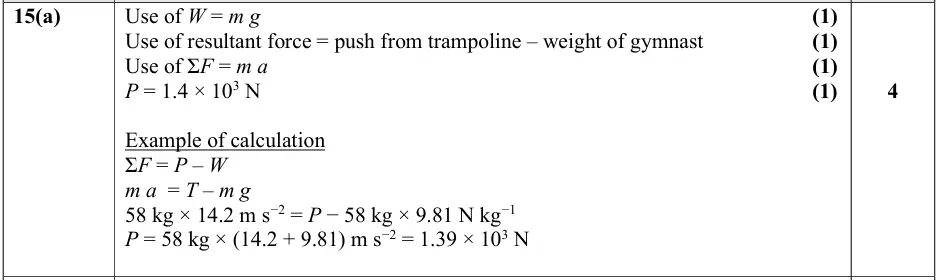 15(a)
Use of W = m g (1)
Use of resultant force = push from trampoline – weight of gymnast (1)
Use of ΣF = m a (1)
P = 1.4 × 10³ N (1) 4
Example of calculation
ΣF = P – W
m a = T – m g
58 kg × 14.2 m s⁻² = P − 58 kg × 9.81 N kg⁻¹
P = 58 kg × (14.2 + 9.81) m s⁻² = 1.39 × 10³ N